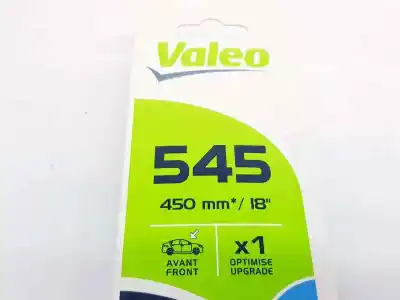 Valeo
545
450 mm*/ 18"
AVANT
FRONT
x1
OPTIMISE
UPGRADE